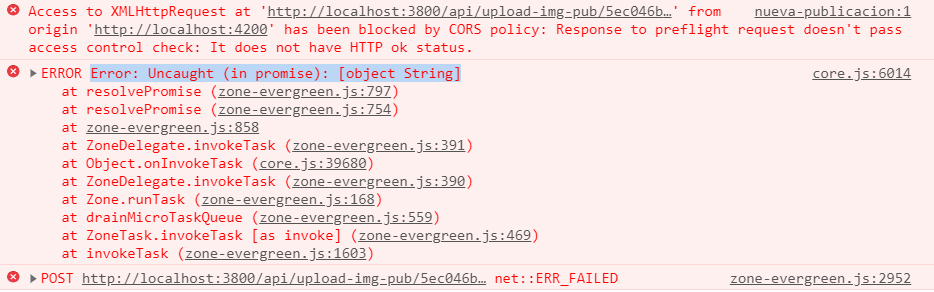 Access to XMLHttpRequest at 'http://localhost:3800/api/upload-img-pub/5ec046b…' from nueva-publicacion:1
origin 'http://localhost:4200' has been blocked by CORS policy: Response to preflight request doesn't pass
access control check: It does not have HTTP ok status.
ERROR Error: Uncaught (in promise): [object String] core.js:6014
at resolvePromise (zone-evergreen.js:797)
at resolvePromise (zone-evergreen.js:754)
at zone-evergreen.js:858
at ZoneDelegate.invokeTask (zone-evergreen.js:391)
at Object.onInvokeTask (core.js:39680)
at ZoneDelegate.invokeTask (zone-evergreen.js:390)
at Zone.runTask (zone-evergreen.js:168)
at drainMicroTaskQueue (zone-evergreen.js:559)
at ZoneTask.invokeTask [as invoke] (zone-evergreen.js:469)
at invokeTask (zone-evergreen.js:1603)
POST http://localhost:3800/api/upload-img-pub/5ec046b… net::ERR_FAILED zone-evergreen.js:2952